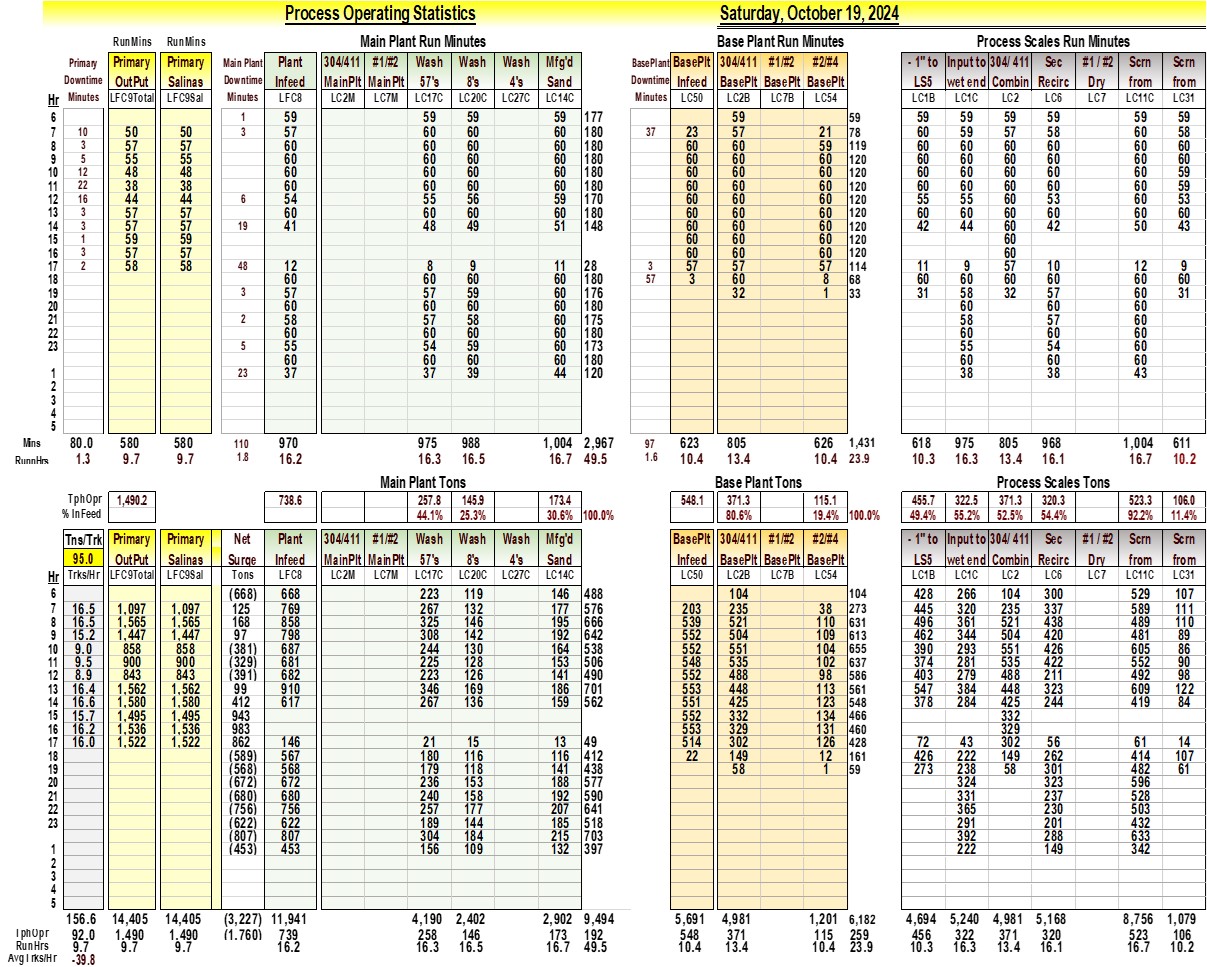 Process Operating Statistics Saturday, October 19, 2024
RunMins RunMins Main Plant Run Minutes Base Plant Run Minutes Process Scales Run Minutes
Primary Primary Primary Main Plant Plant 304/411 #1/#2 Wash Wash Wash Mfg'd BasePlant BasePlt 304/411 #1/#2 #2/#4 - 1" to Input to 304/ 411 Sec #1 / #2 Scrn Scrn
Downtime OutPut Salinas Downtime Infeed MainPlt MainPlt 57's 8's 4's Sand Downtime Infeed BasePlt BasePlt BasePlt LS5 wet end Combin Recirc Dry from from
Hr Minutes LFC9Total LFC9Sal Minutes LFC8 LC2M LC7M LC17C LC20C LC27C LC14C Minutes LC50 LC2B LC7B LC54 LC1B LC1C LC2 LC6 LC7 LC11C LC31
6 1 59 59 59 59 177 59 59 59 59 59 59 59 59
7 10 50 50 3 57 60 60 60 180 37 23 57 21 78 60 59 57 58 60 58
8 3 57 57 60 60 60 60 180 60 60 59 119 60 60 60 60 60 60
9 5 55 55 60 60 60 60 180 60 60 60 120 60 60 60 60 60 60
10 12 48 48 60 60 60 60 180 60 60 60 120 60 60 60 60 60 59
11 22 38 38 60 60 60 60 180 60 60 60 120 60 60 60 60 60 59
12 16 44 44 6 54 55 56 59 170 60 60 60 120 55 55 60 53 60 53
13 3 57 57 60 60 60 60 180 60 60 60 120 60 60 60 60 60 60
14 3 57 57 19 41 48 49 51 148 60 60 60 120 42 44 60 42 50 43
15 1 59 59 60 60 60 120 60
16 3 57 57 60 60 60 120 60
17 2 58 58 48 12 8 9 11 28 3 57 57 57 114 11 9 57 10 12 9
18 60 60 60 60 180 57 3 60 8 68 60 60 60 60 60 60
19 3 57 57 59 60 176 32 1 33 31 58 32 57 60 31
20 60 60 60 60 180 60 60 60
21 2 58 57 58 60 175 58 57 60
22 60 60 60 60 180 60 60 60
23 5 55 54 59 60 173 55 54 60
60 60 60 60 180 60 60 60
1 23 37 37 39 44 120 38 38 43
2
3
4
5
Mins 80.0 580 580 110 970 975 988 1,004 2,967 97 623 805 626 1,431 618 975 805 968 1,004 611
RunnHrs 1.3 9.7 9.7 1.8 16.2 16.3 16.5 16.7 49.5 1.6 10.4 13.4 10.4 23.9 10.3 16.3 13.4 16.1 16.7 10.2
Main Plant Tons Base Plant Tons Process Scales Tons
TphOpr 1,490.2 738.6 257.8 145.9 173.4 548.1 371.3 115.1 455.7 322.5 371.3 320.3 523.3 106.0
% InFeed 44.1% 25.3% 30.6% 100.0% 80.6% 19.4% 100.0% 49.4% 55.2% 52.5% 54.4% 92.2% 11.4%
Tns/Trk Primary Primary Net Plant 304/411 #1/#2 Wash Wash Wash Mfg'd BasePlt 304/411 #1/#2 #2/#4 - 1" to Input to 304/ 411 Sec #1 / #2 Scrn Scrn
95.0 OutPut Salinas Surge Infeed MainPlt MainPlt 57's 8's 4's Sand Infeed BasePlt BasePlt BasePlt LS5 wet end Combin Recirc Dry from from
Hr Trks/Hr LFC9Total LFC9Sal Tons LFC8 LC2M LC7M LC17C LC20C LC27C LC14C LC50 LC2B LC7B LC54 LC1B LC1C LC2 LC6 LC7 LC11C LC31
6 (668) 668 223 119 146 488 104 104 428 266 104 300 529 107
7 16.5 1,097 1,097 125 769 267 132 177 576 203 235 38 273 445 320 235 337 589 111
8 16.5 1,565 1,565 168 858 325 146 195 666 539 521 110 631 496 361 521 438 489 110
9 15.2 1,447 1,447 97 798 308 142 192 642 552 504 109 613 462 344 504 420 481 89
10 9.0 858 858 (381) 687 244 130 164 538 552 551 104 655 390 293 551 426 605 86
11 9.5 900 900 (329) 681 225 128 153 506 548 535 102 637 374 281 535 422 552 90
12 8.9 843 843 (391) 682 223 126 141 490 552 488 98 586 403 279 488 211 492 98
13 16.4 1,562 1,562 99 910 346 169 186 701 553 448 113 561 547 384 448 323 609 122
14 16.6 1,580 1,580 412 617 267 136 159 562 551 425 123 548 378 284 425 244 419 84
15 15.7 1,495 1,495 943 552 332 134 466 332
16 16.2 1,536 1,536 983 553 329 131 460 329
17 16.0 1,522 1,522 862 146 21 15 13 49 514 302 126 428 72 43 302 56 61 14
18 (589) 567 180 116 116 412 22 149 12 161 426 222 149 262 414 107
19 (568) 568 179 118 141 438 58 1 59 273 238 58 301 482 61
20 (672) 672 236 153 188 577 324 323 596
21 (680) 680 240 158 192 590 331 237 528
22 (756) 756 257 177 207 641 365 230 503
23 (622) 622 189 144 185 518 291 201 432
(807) 807 304 184 215 703 392 288 633
1 (453) 453 156 109 132 397 222 149 342
2
3
4
5
156.6 14,405 14,405 (3,227) 11,941 4,190 2,402 2,902 9,494 5,691 4,981 1,201 6,182 4,694 5,240 4,981 5,168 8,756 1,079
TphOpr 92.0 1,490 1,490 (1,760) 739 258 146 173 192 548 371 115 259 456 322 371 320 523 106
RunHrs 9.7 9.7 9.7 16.2 16.3 16.5 16.7 49.5 10.4 13.4 10.4 23.9 10.3 16.3 13.4 16.1 16.7 10.2
AvgTrks/Hr -39.8